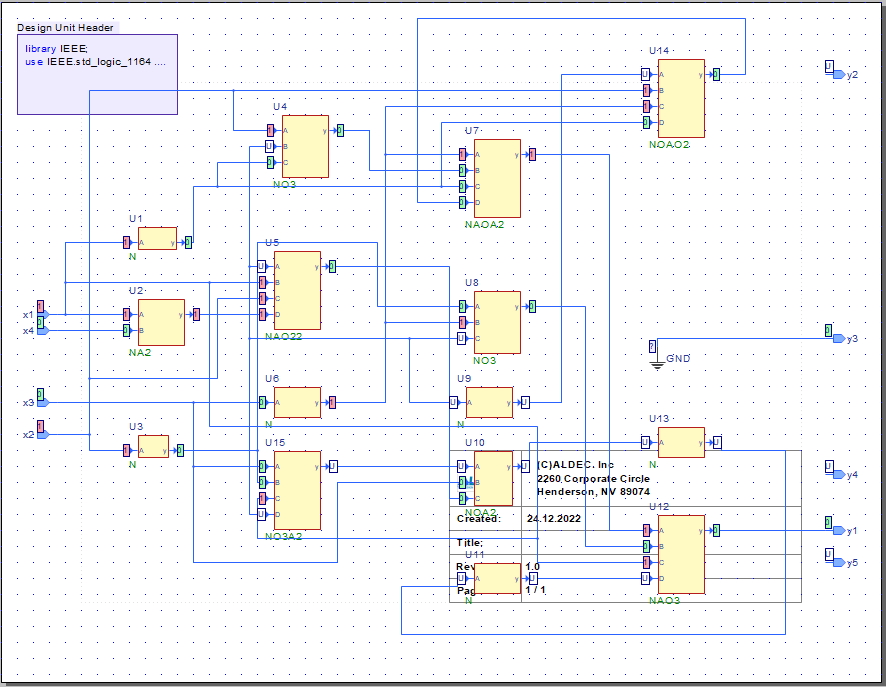 Design Unit Header
library IEEE;
use IEEE.std_logic_1164 ....
U14
y2
A
B
C
D
y
NOAO2
U4
A
B
C
y
NO3
U7
A
B
C
D
y
NAOA2
U1
A
y
N
U5
A
B
C
D
y
NAO22
U2
A
B
y
NA2
U8
A
B
C
y
NO3
x1
x4
y3
GND
U6
A
y
N
U9
A
y
N
x3
x2
U3
A
y
N
U13
A
y
N
U15
A
B
C
D
y
NO3A2
U10
A
B
C
y
NOA2
(C)ALDEC. Inc
2260 Corporate Circle
Henderson, NV 89074
y4
Created: 24.12.2022
U12
A
B
C
D
y
NAO3
y1
Title:
U11
A
y
N
Rev 1.0
y5
Pag 1 / 1